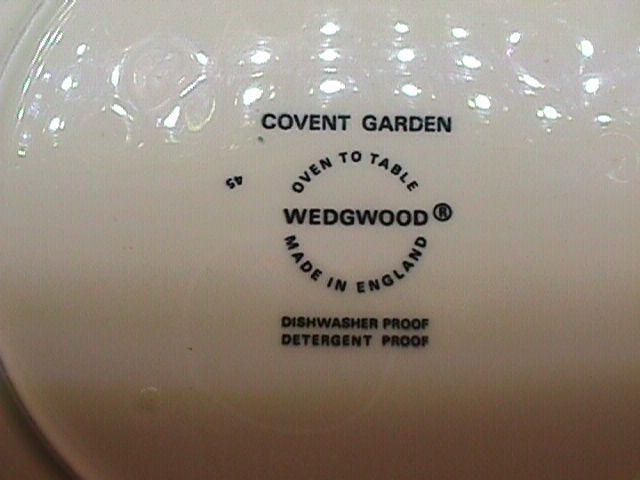 COVENT GARDEN
OVEN TO TABLE
45
WEDGWOOD®
MADE IN ENGLAND
DISHWASHER PROOF
DETERGENT PROOF